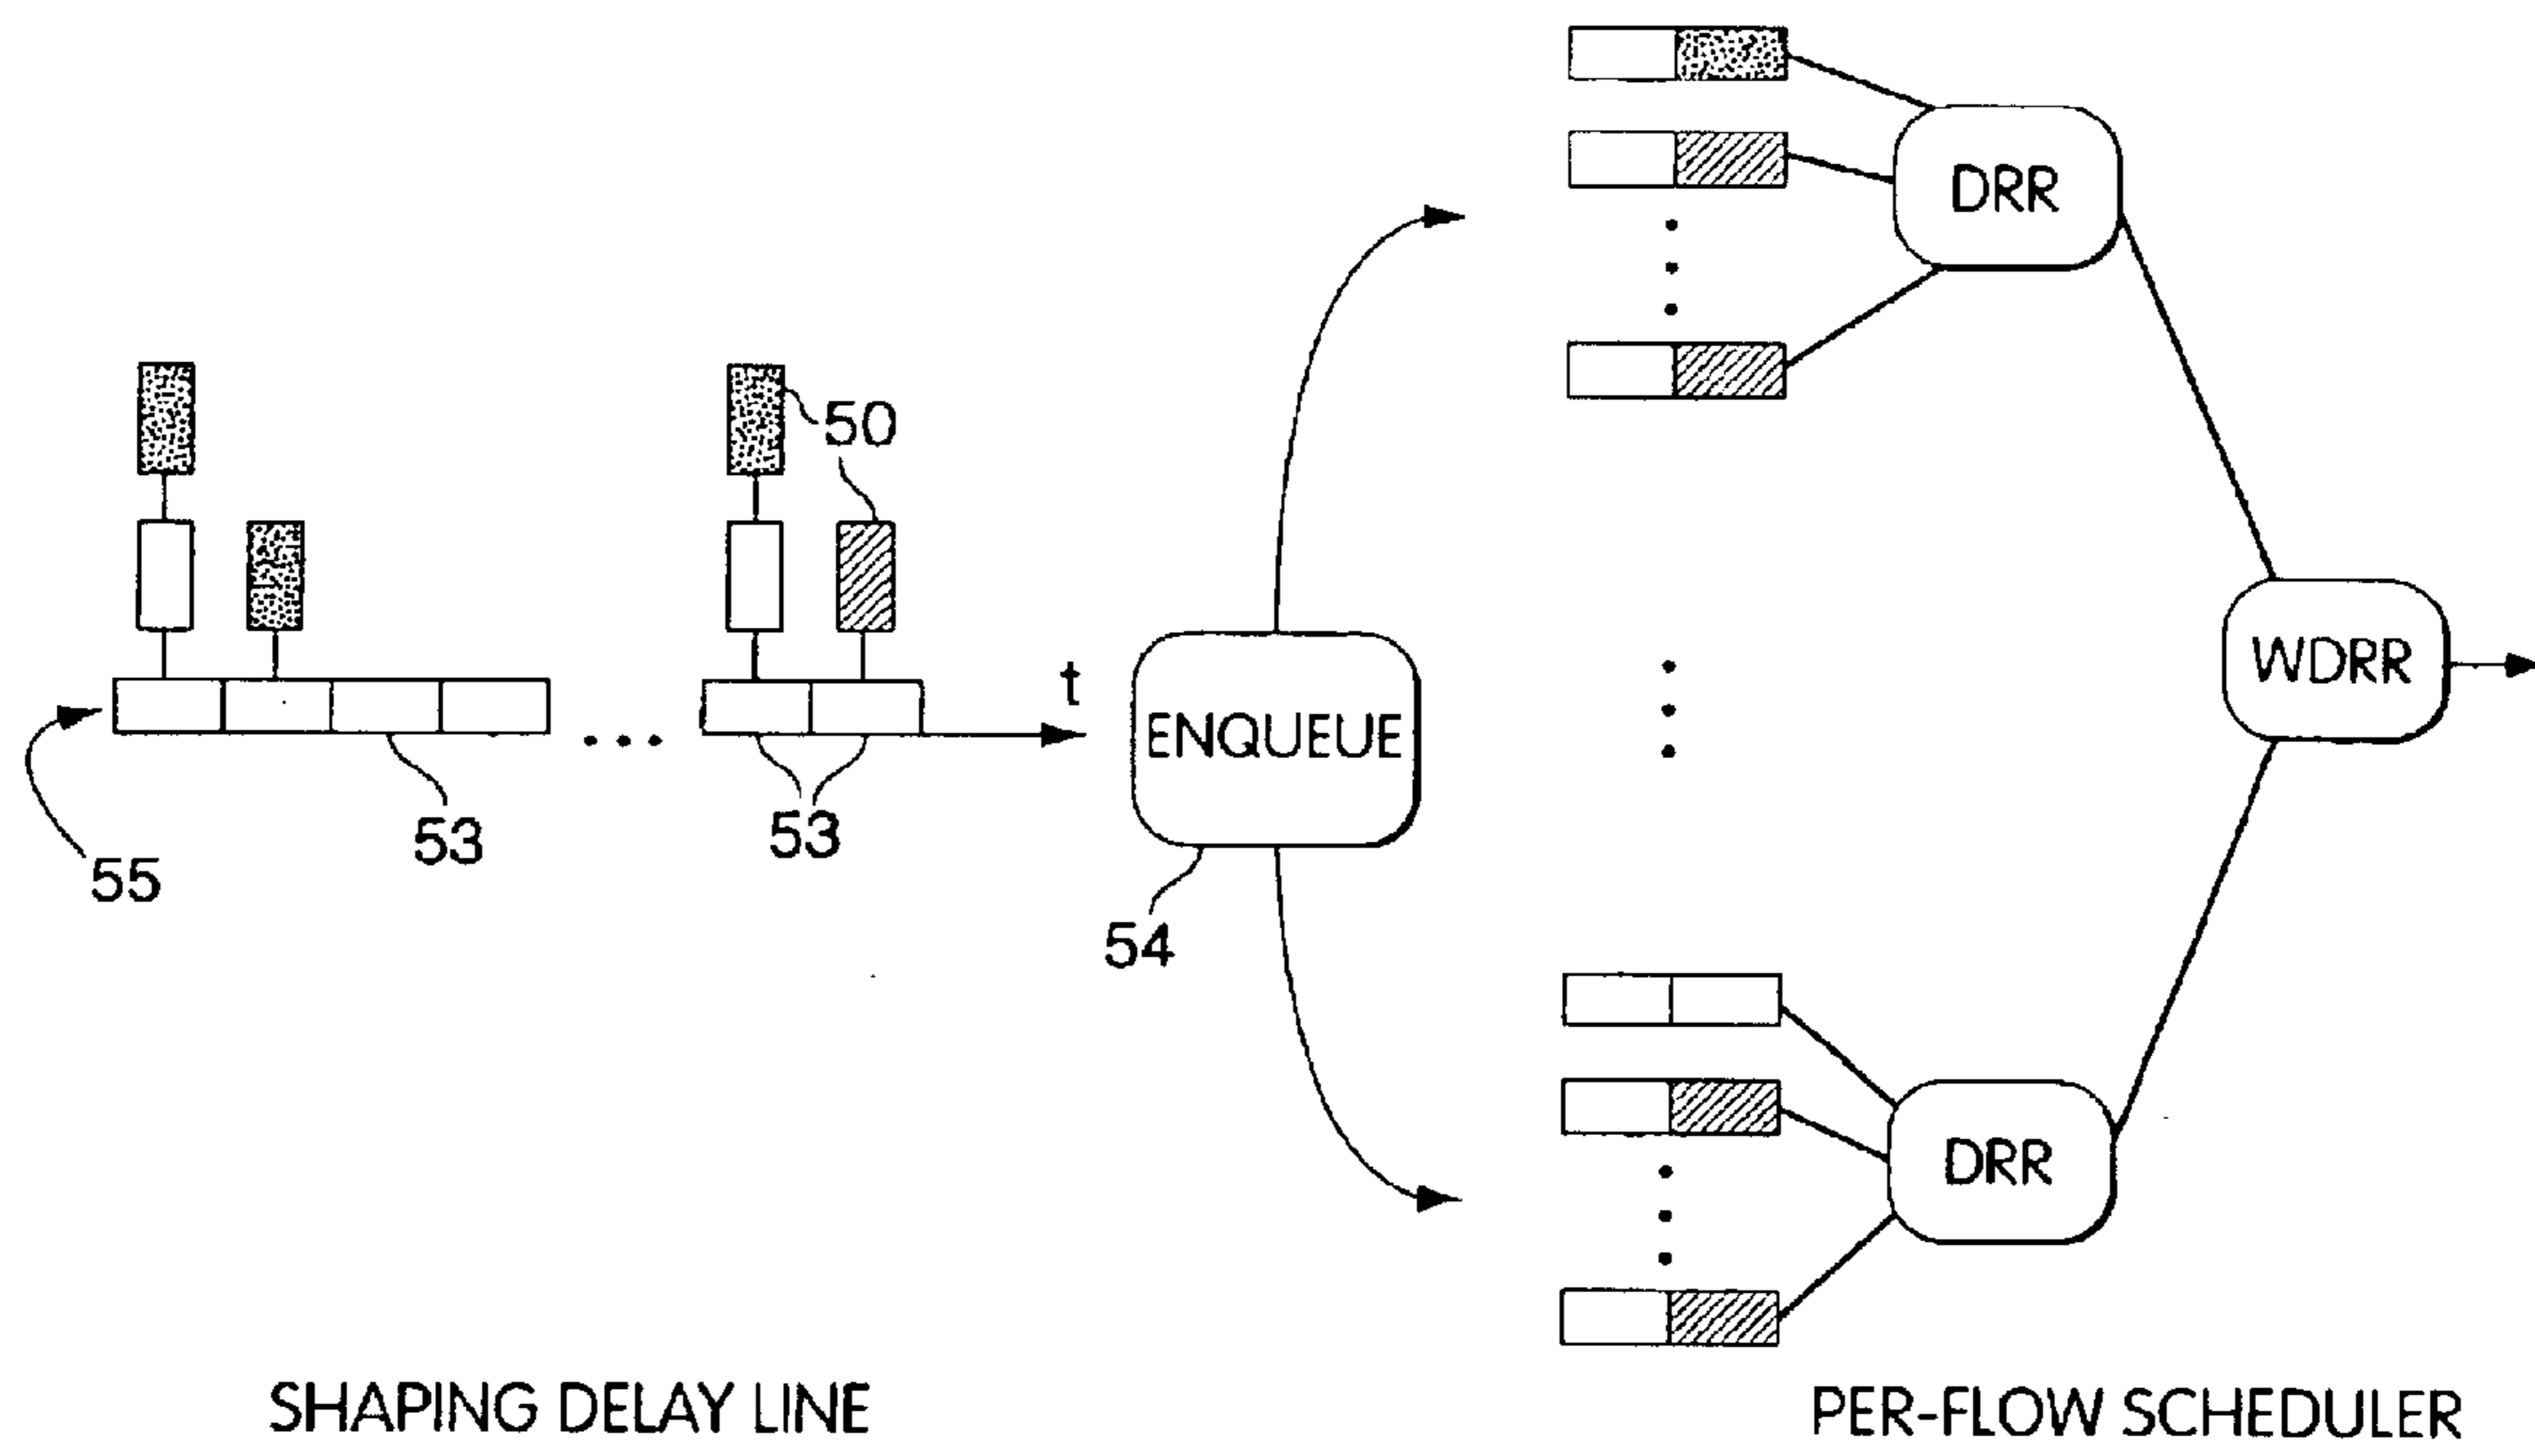 DRR
50
t
WDRR
ENQUEUE
53
53
55
54
DRR
SHAPING DELAY LINE
PER-FLOW SCHEDULER